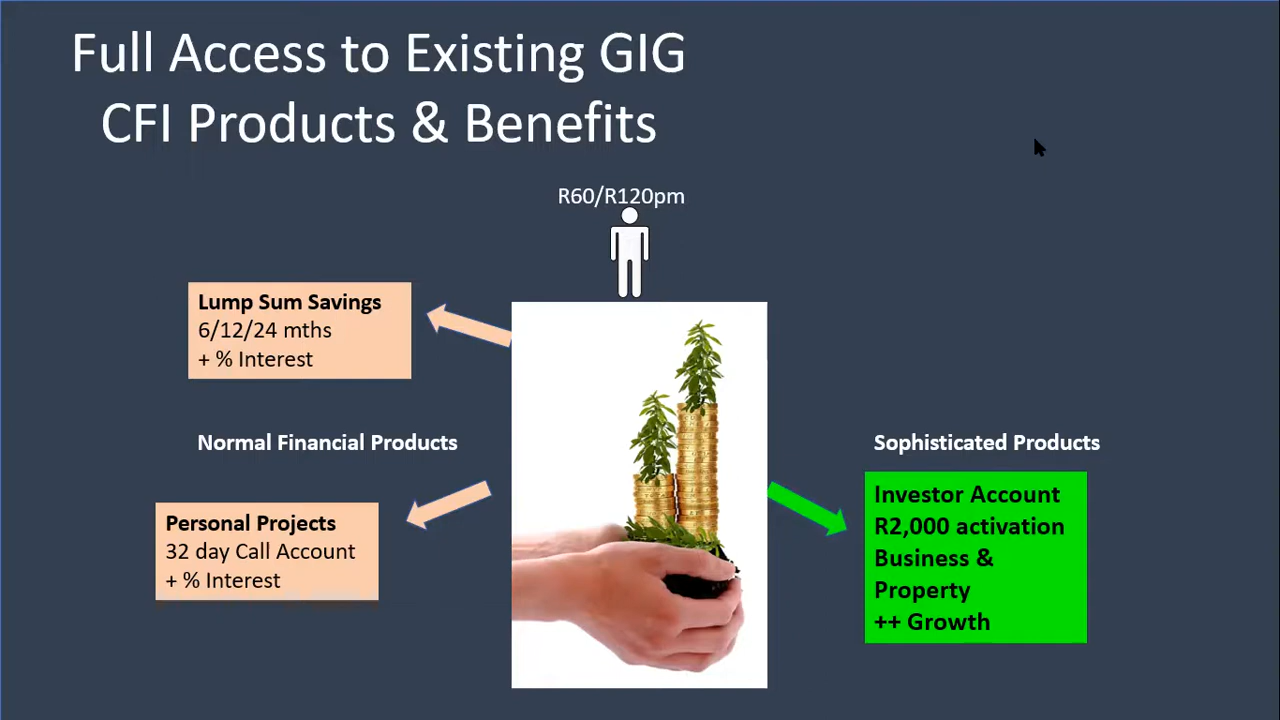 Full Access to Existing GIG
CFI Products & Benefits
R60/R120pm
Lump Sum Savings
6/12/24 mths
+ % Interest
Normal Financial Products
Personal Projects
32 day Call Account
+ % Interest
Sophisticated Products
Investor Account
R2,000 activation
Business &
Property
++ Growth